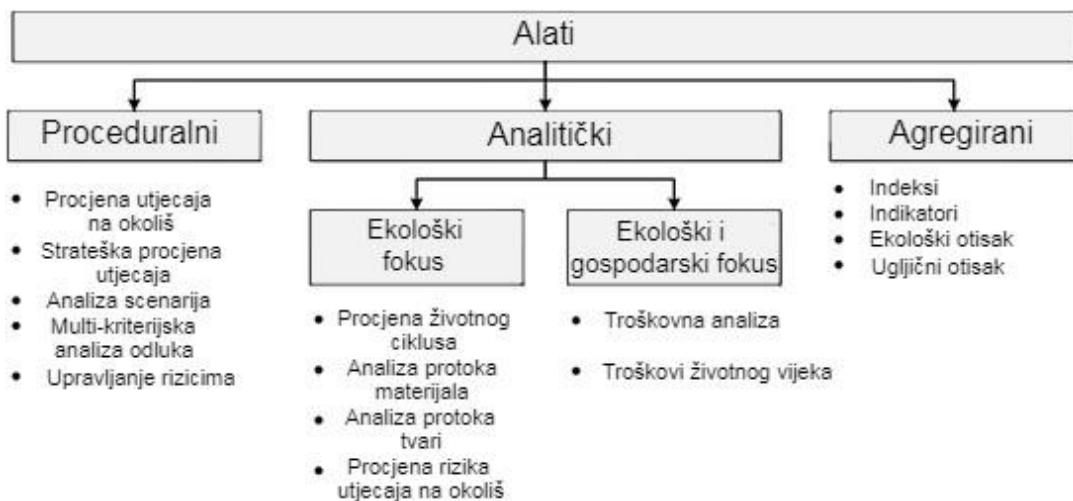 Alati
Proceduralni
• Procjena utjecaja
na okoliš
• Strateška procjena
utjecaja
• Analiza scenarija
• Multi-kriterijska
analiza odluka
• Upravljanje rizicima
Analitički
Ekološki
fokus
• Procjena životnog
ciklusa
• Analiza protoka
materijala
• Analiza protoka
tvari
• Procjena rizika
utjecaja na okoliš
Ekološki i
gospodarski fokus
• Troškovna analiza
• Troškovi životnog vijeka
Agregirani
• Indeksi
• Indikatori
• Ekološki otisak
• Ugljični otisak